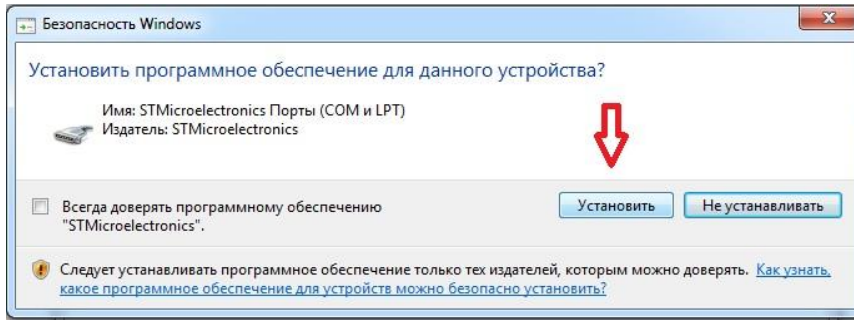 Безопасность Windows
Установить программное обеспечение для данного устройства?
Имя: STMicroelectronics Порты (COM и LPT)
Издатель: STMicroelectronics
Всегда доверять программному обеспечению
"STMicroelectronics".
Установить
Не устанавливать
Следует устанавливать программное обеспечение только тех издателей, которым можно доверять. Как узнать,
какое программное обеспечение для устройств можно безопасно установить?